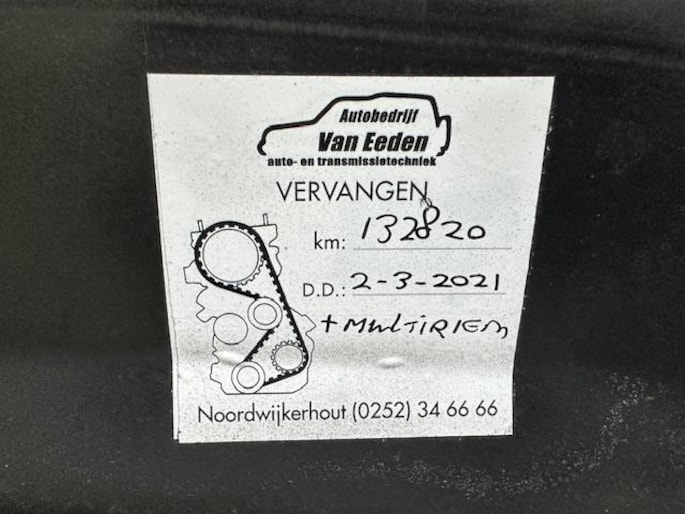 Autobedrijf
Van Eeden
auto- en transmissietechniek
VERVANGEN
km: 132820
D.D.: 2-3-2021
+ MULTIRIEM
Noordwijkerhout (0252) 34 66 66